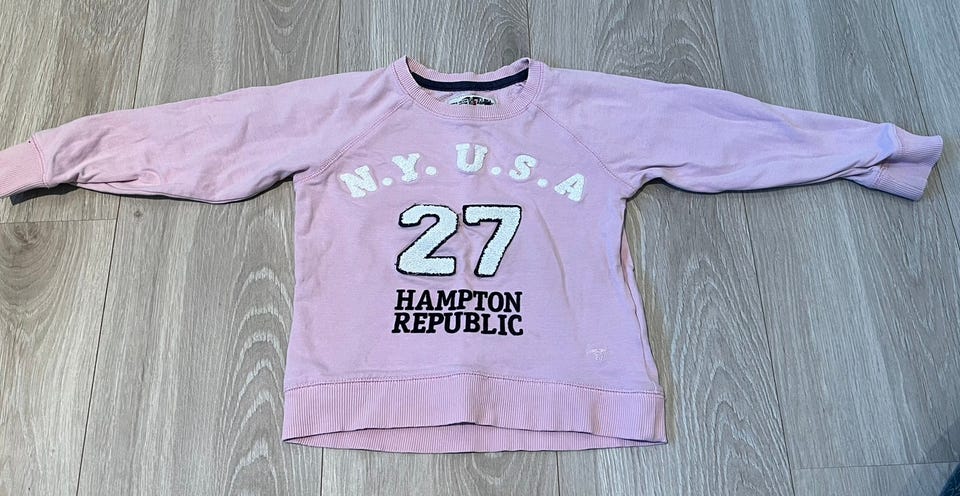 N.Y. U.S.A
27
HAMPTON
REPUBLIC